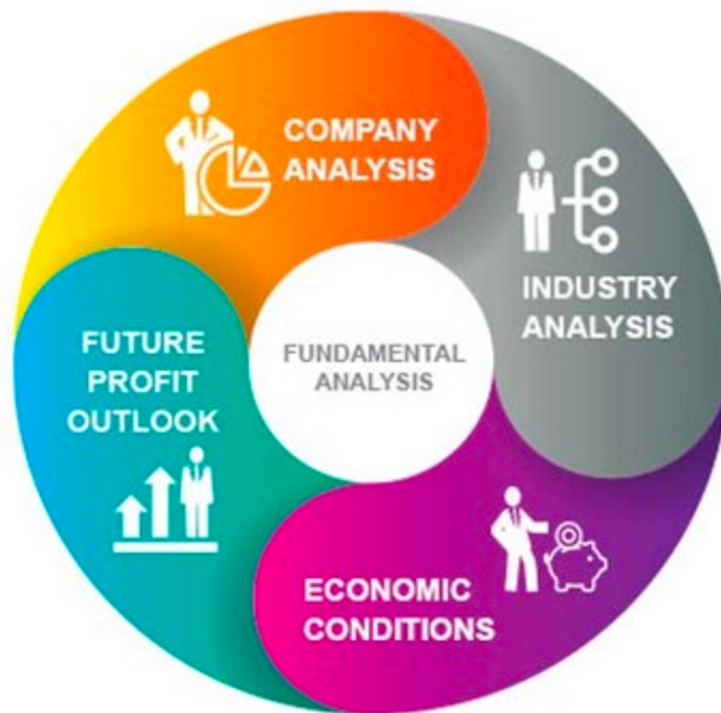 COMPANY
ANALYSIS
INDUSTRY
ANALYSIS
FUTURE
PROFIT
OUTLOOK
FUNDAMENTAL
ANALYSIS
ECONOMIC
CONDITIONS